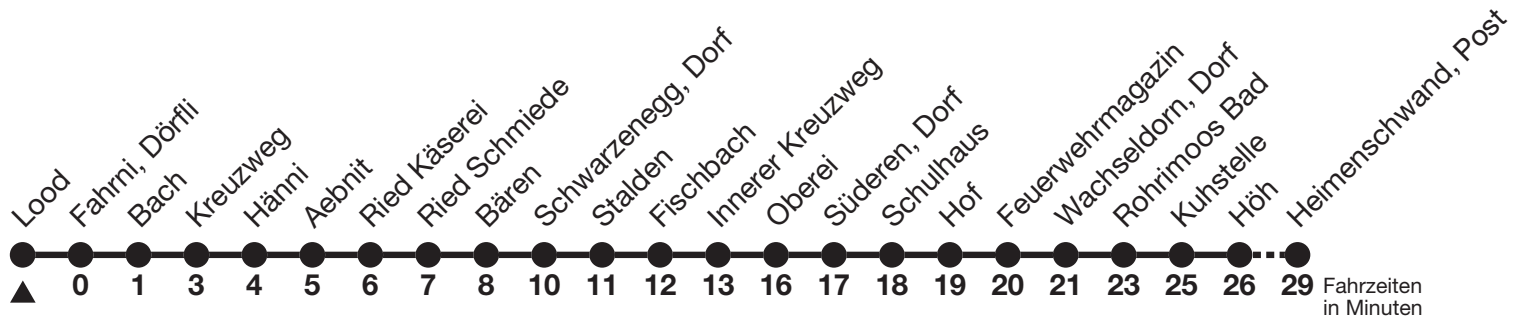 Lood
Fahrni, Dörfli
Bach
Kreuzweg
Hänni
Aebnit
Ried Käserei
Ried Schmiede
Bären
Schwarzenegg, Dorf
Stalden
Fischbach
Innerer Kreuzweg
Oberei
Süderen, Dorf
Schulhaus
Hof
Feuerwehrmagazin
Wachseldorn, Dorf
Rohrimoos Bad
Kuhstelle
Höh
Heimenschwand, Post
0 1 3 4 5 6 7 8 10 11 12 13 16 17 18 19 20 21 23 25 26 29 Fahrzeiten
in Minuten